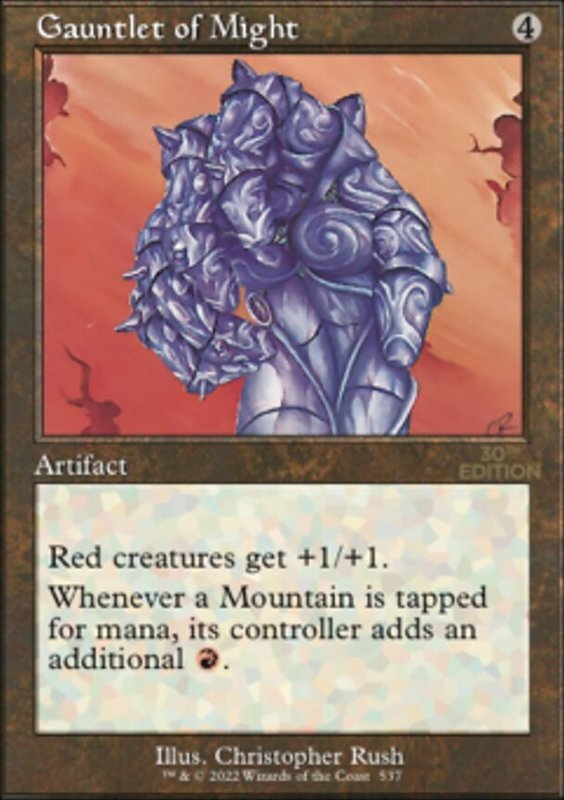 Gauntlet of Might 4
Artifact
30TH
EDITION
Red creatures get +1/+1.
Whenever a Mountain is tapped
for mana, its controller adds an
additional .
Illus. Christopher Rush
™ & © 2022 Wizards of the Coast 537